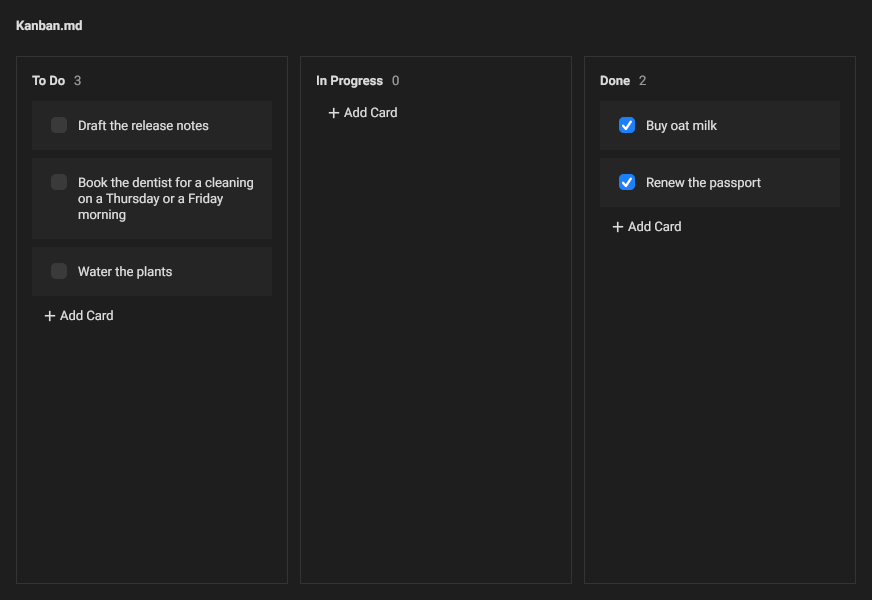 Kanban.md
To Do 3
Draft the release notes
Book the dentist for a cleaning
on a Thursday or a Friday
morning
Water the plants
+ Add Card
In Progress 0
+ Add Card
Done 2
Buy oat milk
Renew the passport
+ Add Card